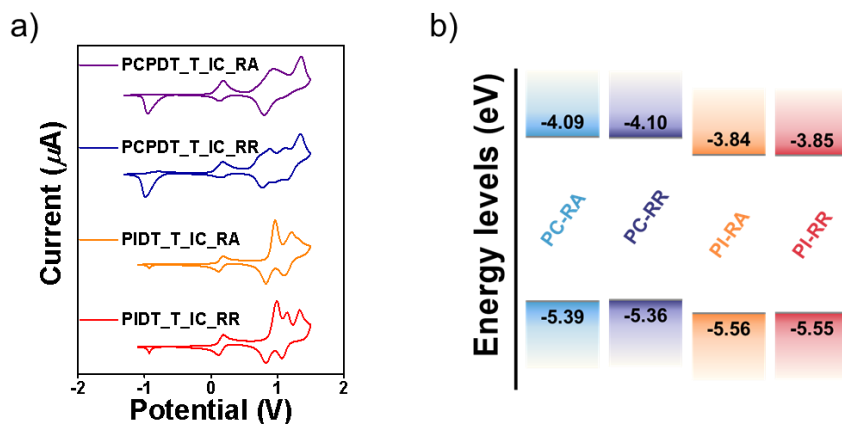 a)
PCPDT_T_IC_RA
PCPDT_T_IC_RR
PIDT_T_IC_RA
PIDT_T_IC_RR
Current (μA)
-2 -1 0 1 2
Potential (V)
b)
Energy levels (eV)
-4.09 -4.10 -3.84 -3.85
PC-RA PC-RR PI-RA PI-RR
-5.39 -5.36 -5.56 -5.55